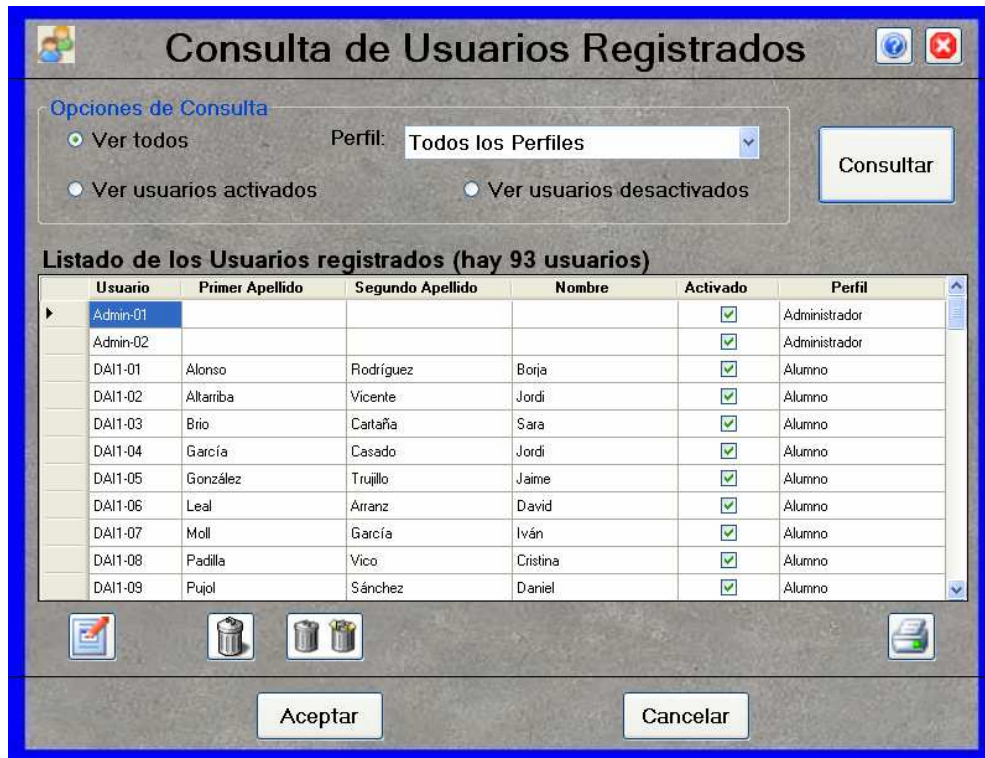 Consulta de Usuarios Registrados
Opciones de Consulta
Ver todos Perfil: Todos los Perfiles
Consultar
Ver usuarios activados Ver usuarios desactivados
Listado de los Usuarios registrados (hay 93 usuarios)
Usuario Primer Apellido Segundo Apellido Nombre Activado Perfil
Admin-01 Administrador
Admin-02 Administrador
DAI1-01 Alonso Rodríguez Borja Alumno
DAI1-02 Altarriba Vicente Jordi Alumno
DAI1-03 Brio Cartaña Sara Alumno
DAI1-04 García Casado Jordi Alumno
DAI1-05 González Trujillo Jaime Alumno
DAI1-06 Leal Arranz David Alumno
DAI1-07 Moll García Iván Alumno
DAI1-08 Padilla Vico Cristina Alumno
DAI1-09 Pujol Sánchez Daniel Alumno
Aceptar Cancelar